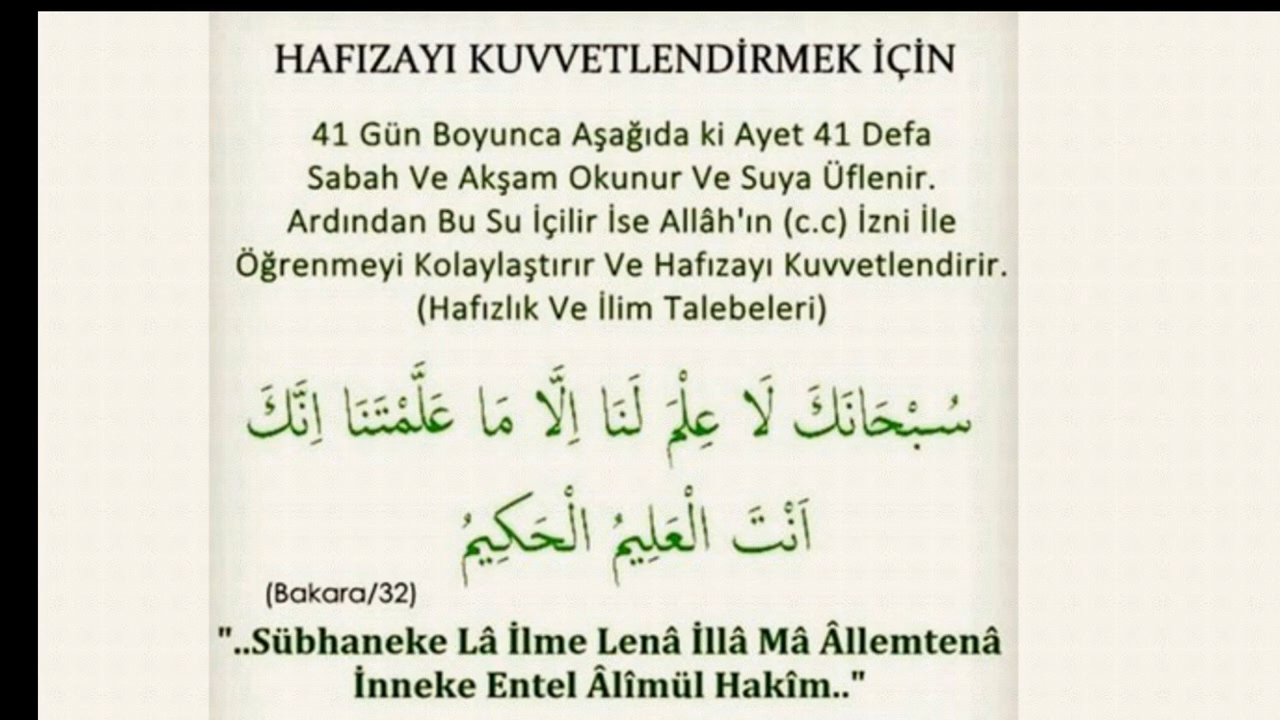 HAFIZAYI KUVVETLENDİRMEK İÇİN
41 Gün Boyunca Aşağıda ki Ayet 41 Defa
Sabah Ve Akşam Okunur Ve Suya Üflenir.
Ardından Bu Su İçilir İse Allâh'ın (c.c) İzni İle
Öğrenmeyi Kolaylaştırır Ve Hafızayı Kuvvetlendirir.
(Hafızlık Ve İlim Talebeleri)
سُبْحَانَكَ لَا عِلْمَ لَنَا اِلَّا مَا عَلَّمْتَنَا اِنَّكَ
اَنْتَ الْعَلِيمُ الْحَكِيمُ
(Bakara/32)
"..Sübhaneke Lâ İlme Lenâ İllâ Mâ Âllemtenâ
İnneke Entel Âlîmül Hakîm.."